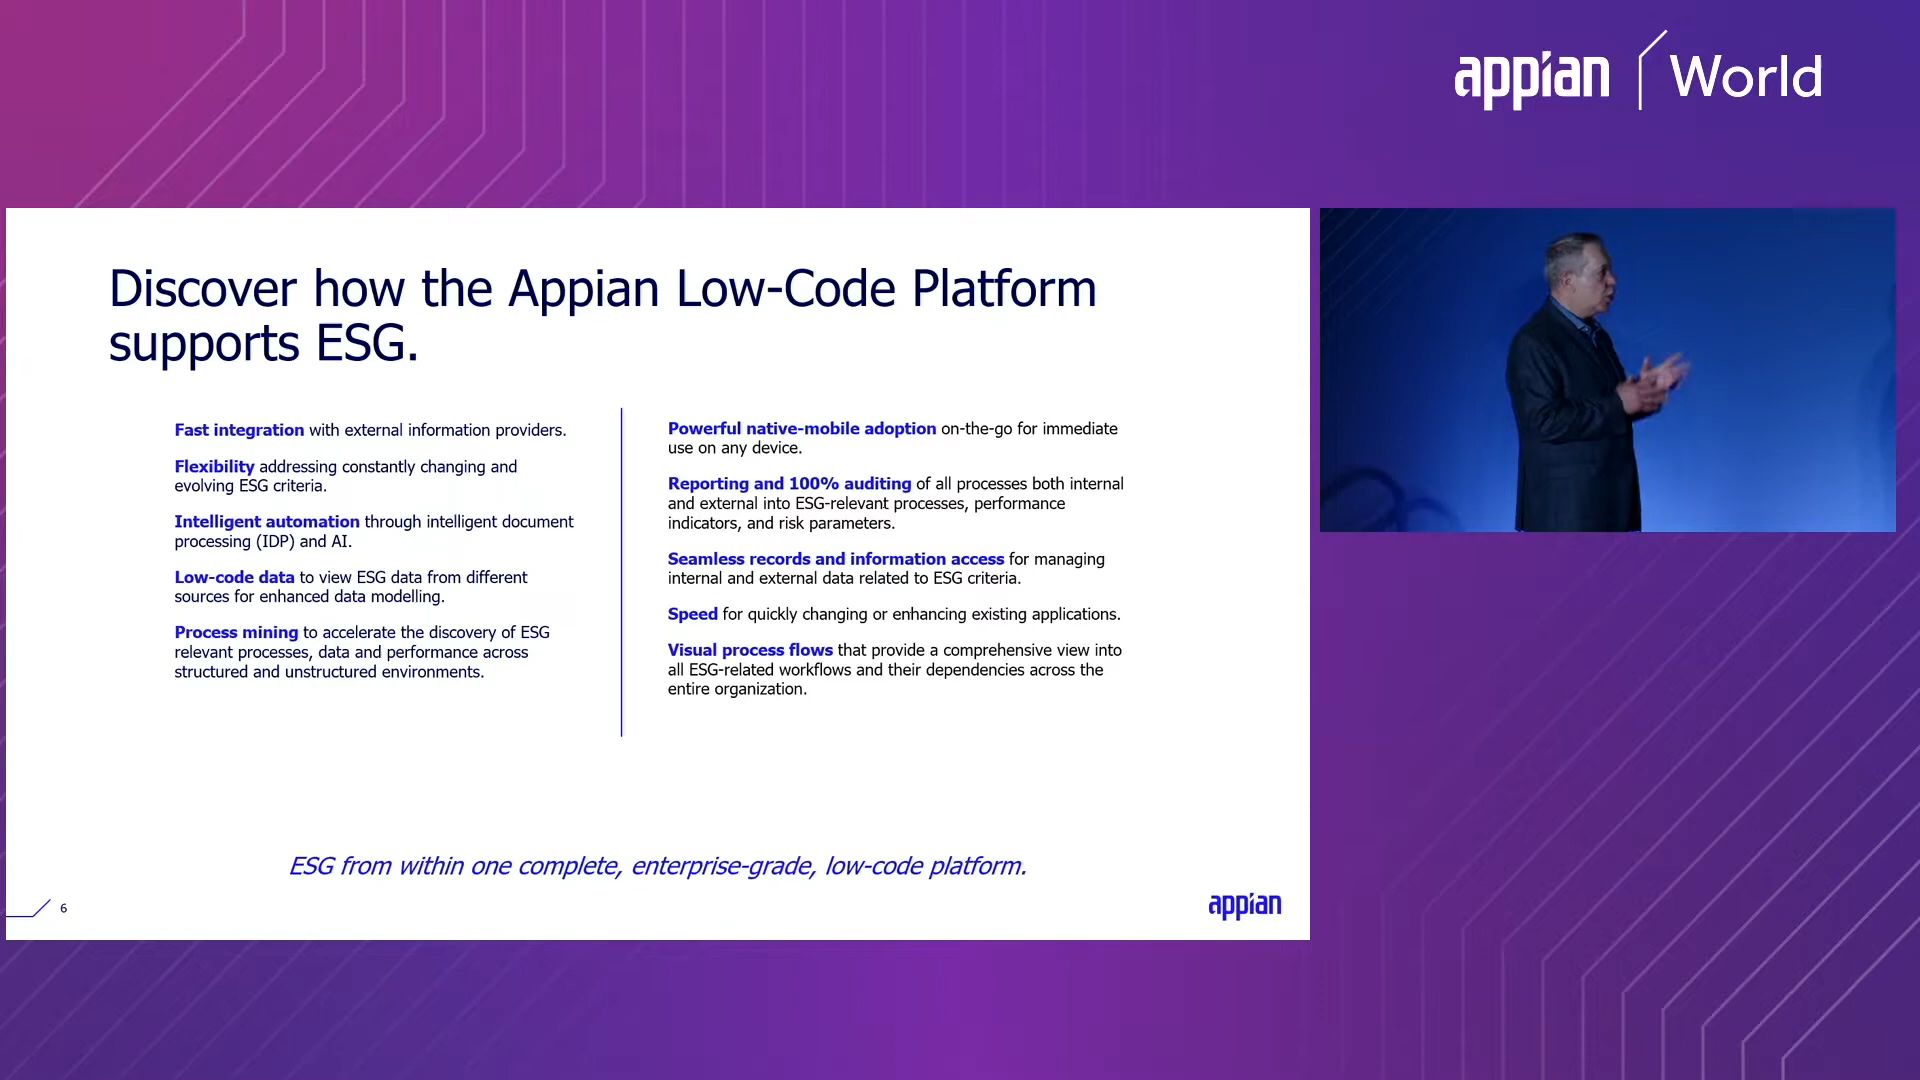 appian World
Discover how the Appian Low-Code Platform
supports ESG.
Fast integration with external information providers.
Flexibility addressing constantly changing and
evolving ESG criteria.
Intelligent automation through intelligent document
processing (IDP) and AI.
Low-code data to view ESG data from different
sources for enhanced data modelling.
Process mining to accelerate the discovery of ESG
relevant processes, data and performance across
structured and unstructured environments.
Powerful native-mobile adoption on-the-go for immediate
use on any device.
Reporting and 100% auditing of all processes both internal
and external into ESG-relevant processes, performance
indicators, and risk parameters.
Seamless records and information access for managing
internal and external data related to ESG criteria.
Speed for quickly changing or enhancing existing applications.
Visual process flows that provide a comprehensive view into
all ESG-related workflows and their dependencies across the
entire organization.
ESG from within one complete, enterprise-grade, low-code platform.
6
appian